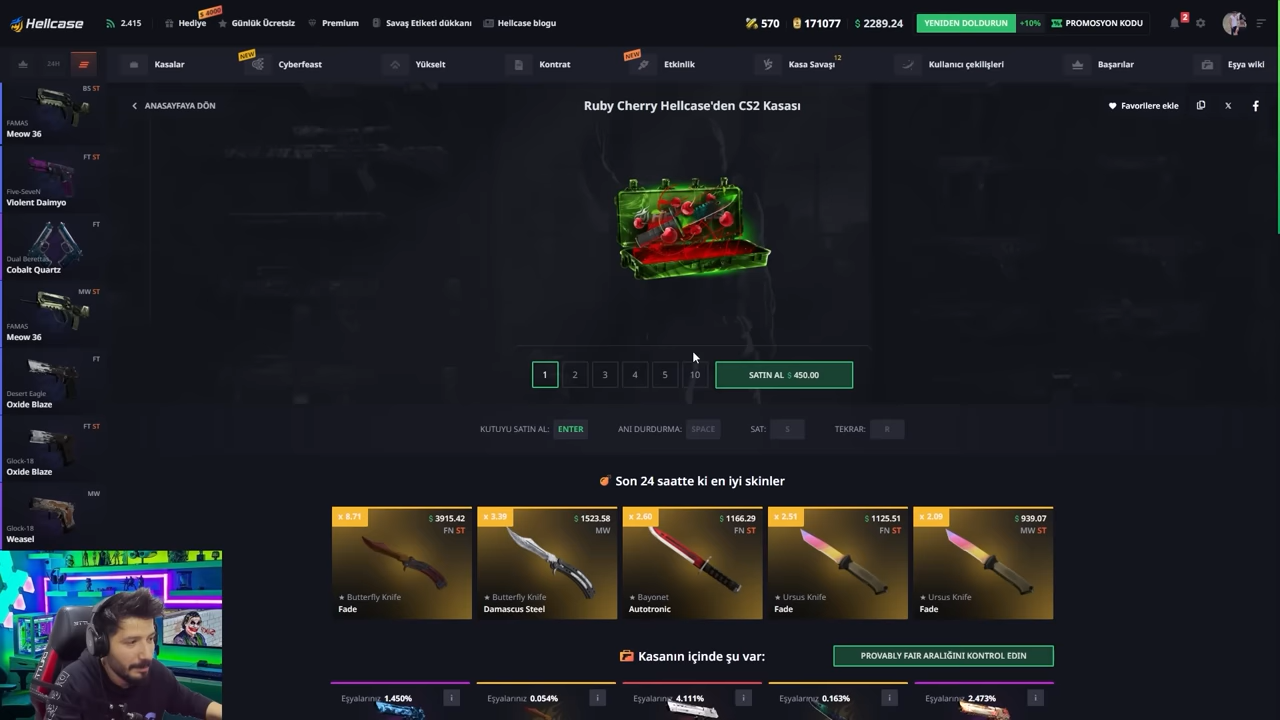 Hellcase
2.415
Hediye
$ 4000
Günlük Ücretsiz
Premium
Savaş Etiketi dükkanı
Hellcase blogu
570
171077
$ 2289.24
YENİDEN DOLDURUN
+10%
PROMOSYON KODU
2
24H
Kasalar
NEW
Cyberfeast
Yükselt
Kontrat
NEW
Etkinlik
Kasa Savaşı
12
Kullanıcı çekilişleri
Başarılar
Eşya wiki
ANASAYFAYA DÖN
Ruby Cherry Hellcase'den CS2 Kasası
Favorilere ekle
BS ST
FAMAS
Meow 36
FT ST
Five-SeveN
Violent Daimyo
FT
Dual Berettas
Cobalt Quartz
MW ST
FAMAS
Meow 36
FT
Desert Eagle
Oxide Blaze
FT ST
Glock-18
Oxide Blaze
MW
Glock-18
Weasel
1
2
3
4
5
10
SATIN AL $ 450.00
KUTUYU SATIN AL: ENTER
ANI DURDURMA: SPACE
SAT: S
TEKRAR: R
Son 24 saatte ki en iyi skinler
x 8.71
$ 3915.42
FN ST
★ Butterfly Knife
Fade
x 3.39
$ 1523.58
MW
★ Butterfly Knife
Damascus Steel
x 2.60
$ 1166.29
FN ST
★ Bayonet
Autotronic
x 2.51
$ 1125.51
FN ST
★ Ursus Knife
Fade
x 2.09
$ 939.07
MW ST
★ Ursus Knife
Fade
Kasanın içinde şu var:
PROVABLY FAIR ARALIĞINI KONTROL EDIN
Eşyalarınız 1.450%
Eşyalarınız 0.054%
Eşyalarınız 4.111%
Eşyalarınız 0.163%
Eşyalarınız 2.473%